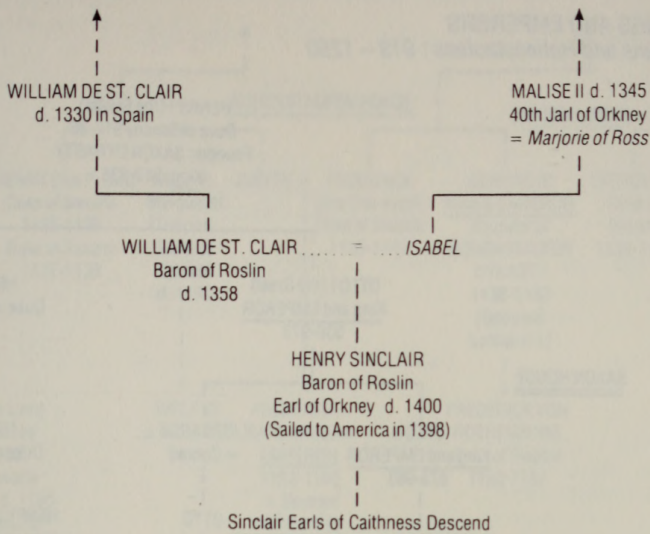 WILLIAM DE ST. CLAIR
d. 1330 in Spain
MALISE II d. 1345
40th Jarl of Orkney
= Marjorie of Ross
WILLIAM DE ST. CLAIR ..... = ..... ISABEL
Baron of Roslin
d. 1358
HENRY SINCLAIR
Baron of Roslin
Earl of Orkney d. 1400
(Sailed to America in 1398)
Sinclair Earls of Caithness Descend